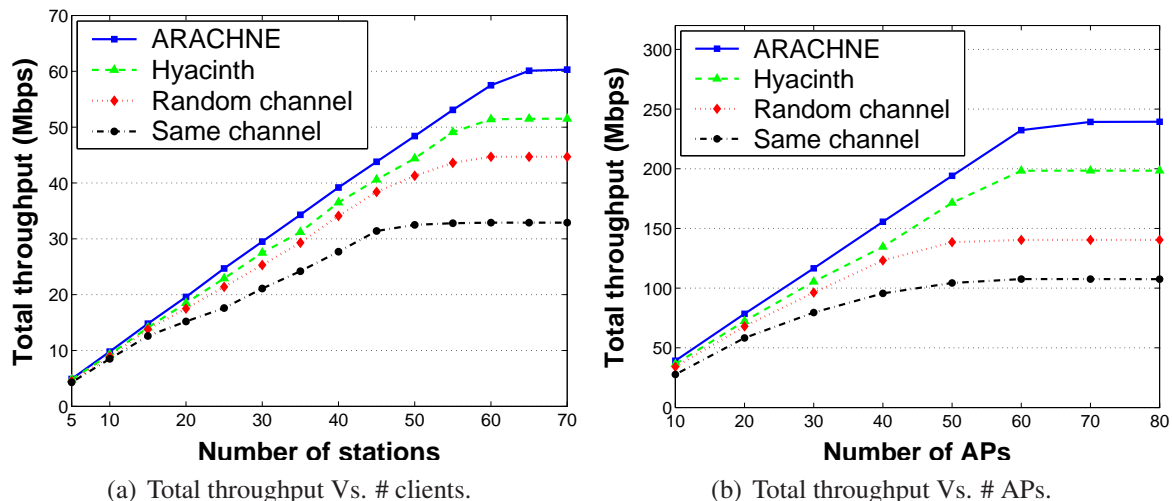 70
60
50
40
30
20
10
0
Total throughput (Mbps)
ARACHNE
Hyacinth
Random channel
Same channel
5 10 20 30 40 50 60 70
Number of stations
(a) Total throughput Vs. # clients.
300
250
200
150
100
50
0
Total throughput (Mbps)
ARACHNE
Hyacinth
Random channel
Same channel
10 20 30 40 50 60 70 80
Number of APs
(b) Total throughput Vs. # APs.